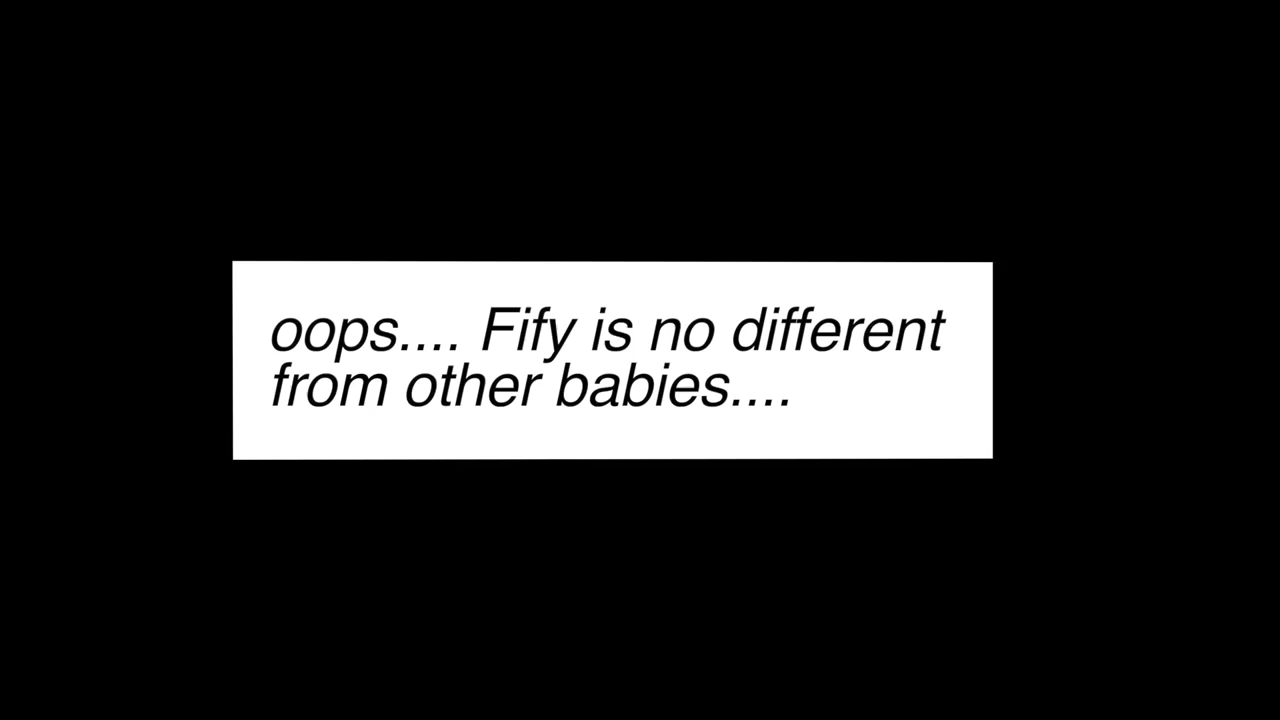 oops.... Fify is no different
from other babies....